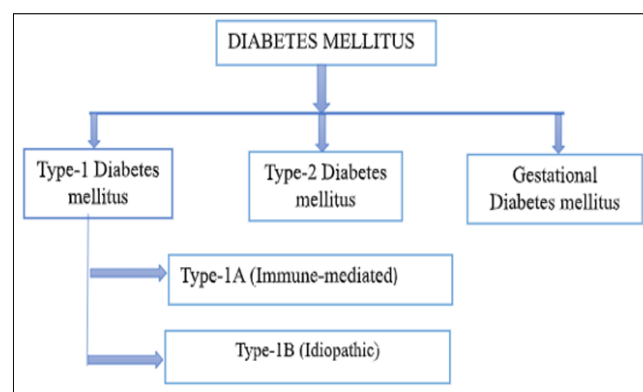 DIABETES MELLITUS
Type-1 Diabetes
mellitus
Type-2 Diabetes
mellitus
Gestational
Diabetes mellitus
Type-1A (Immune-mediated)
Type-1B (Idiopathic)